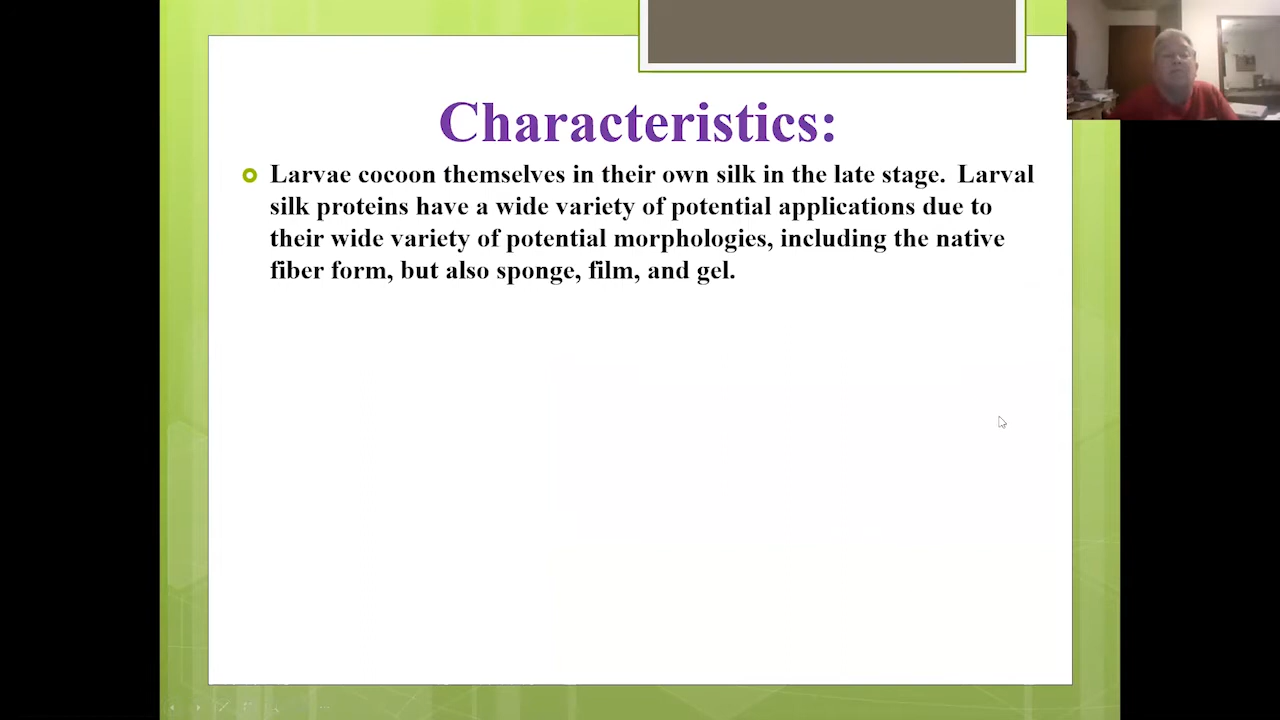 Characteristics:
Larvae cocoon themselves in their own silk in the late stage.  Larval
silk proteins have a wide variety of potential applications due to
their wide variety of potential morphologies, including the native
fiber form, but also sponge, film, and gel.